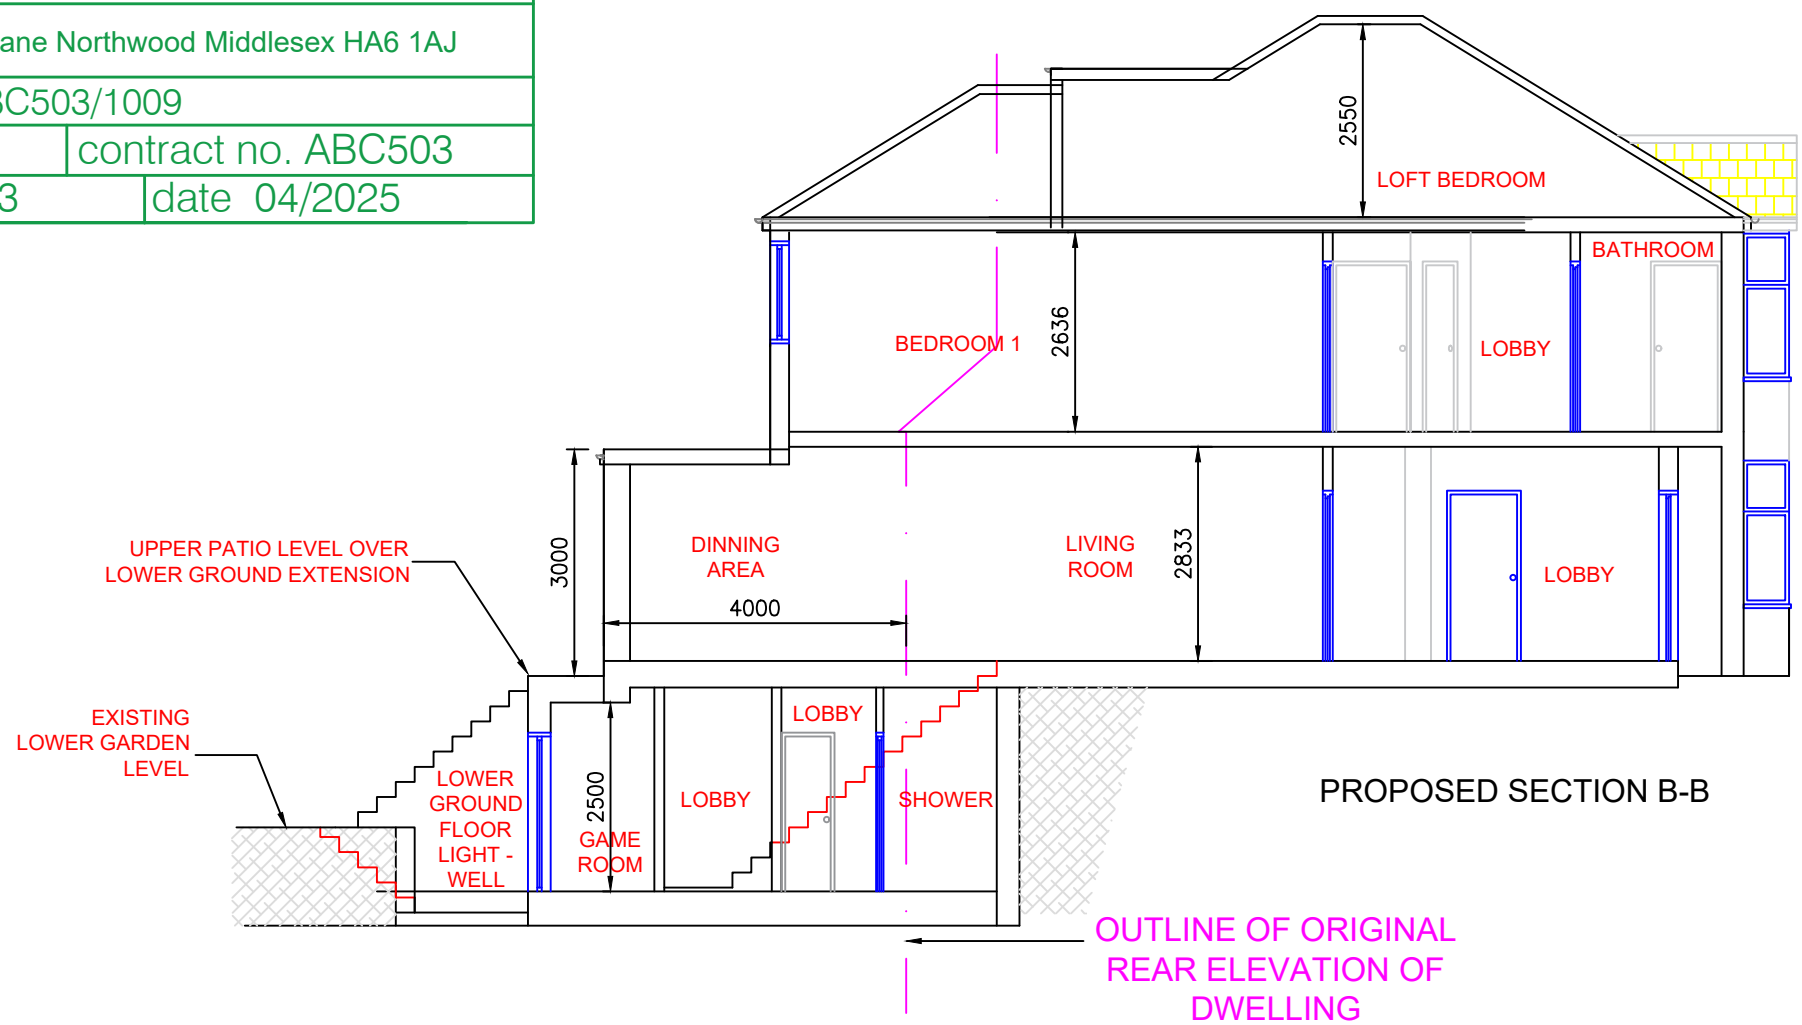 ane Northwood Middlesex HA6 1AJ
C503/1009
contract no. ABC503
3
date 04/2025
2550
LOFT BEDROOM
BATHROOM
BEDROOM 1
2636
LOBBY
UPPER PATIO LEVEL OVER
LOWER GROUND EXTENSION
3000
DINNING
AREA
4000
LIVING
ROOM
2833
LOBBY
EXISTING
LOWER GARDEN
LEVEL
LOWER
GROUND
FLOOR
LIGHT -
WELL
2500
GAME
ROOM
LOBBY
LOBBY
SHOWER
PROPOSED SECTION B-B
OUTLINE OF ORIGINAL
REAR ELEVATION OF
DWELLING